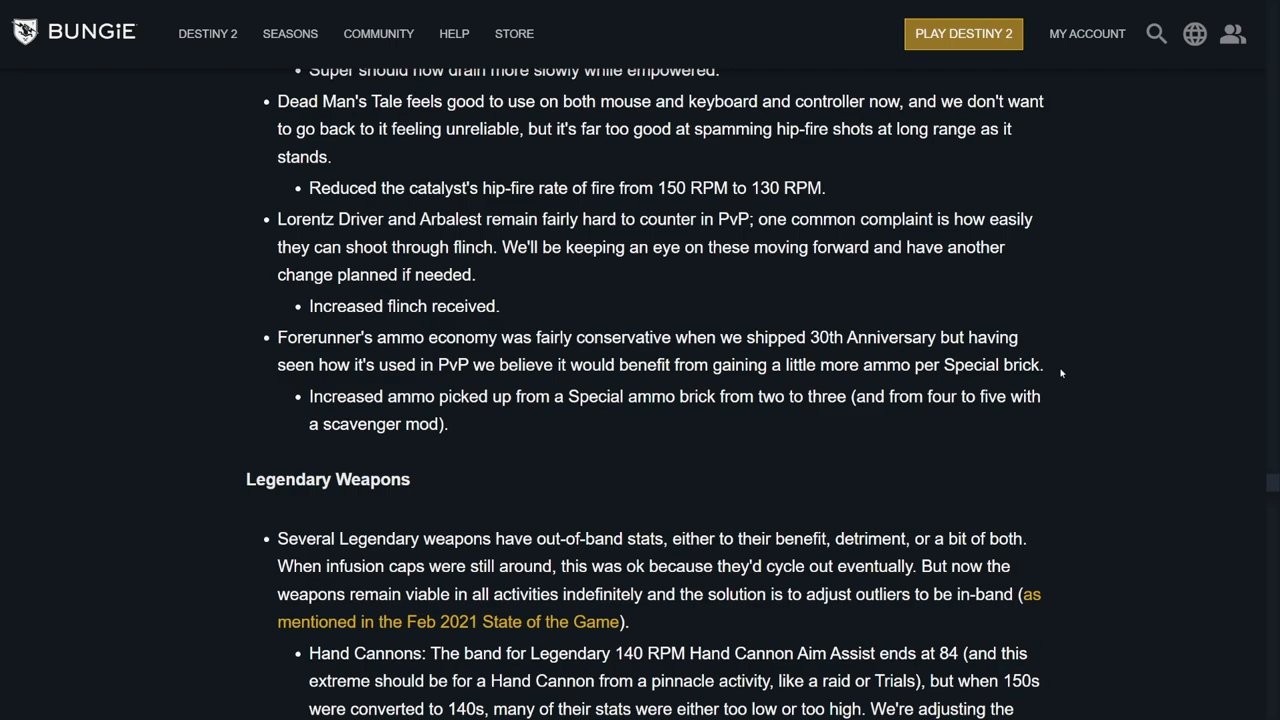 BUNGiE DESTINY 2 SEASONS COMMUNITY HELP STORE PLAY DESTINY 2 MY ACCOUNT
• Super should now drain more slowly while empowered.
• Dead Man's Tale feels good to use on both mouse and keyboard and controller now, and we don't want
to go back to it feeling unreliable, but it's far too good at spamming hip-fire shots at long range as it
stands.
• Reduced the catalyst's hip-fire rate of fire from 150 RPM to 130 RPM.
• Lorentz Driver and Arbalest remain fairly hard to counter in PvP; one common complaint is how easily
they can shoot through flinch. We'll be keeping an eye on these moving forward and have another
change planned if needed.
• Increased flinch received.
• Forerunner's ammo economy was fairly conservative when we shipped 30th Anniversary but having
seen how it's used in PvP we believe it would benefit from gaining a little more ammo per Special brick.
• Increased ammo picked up from a Special ammo brick from two to three (and from four to five with
a scavenger mod).
Legendary Weapons
• Several Legendary weapons have out-of-band stats, either to their benefit, detriment, or a bit of both.
When infusion caps were still around, this was ok because they'd cycle out eventually. But now the
weapons remain viable in all activities indefinitely and the solution is to adjust outliers to be in-band (as
mentioned in the Feb 2021 State of the Game).
• Hand Cannons: The band for Legendary 140 RPM Hand Cannon Aim Assist ends at 84 (and this
extreme should be for a Hand Cannon from a pinnacle activity, like a raid or Trials), but when 150s
were converted to 140s, many of their stats were either too low or too high. We're adjusting the